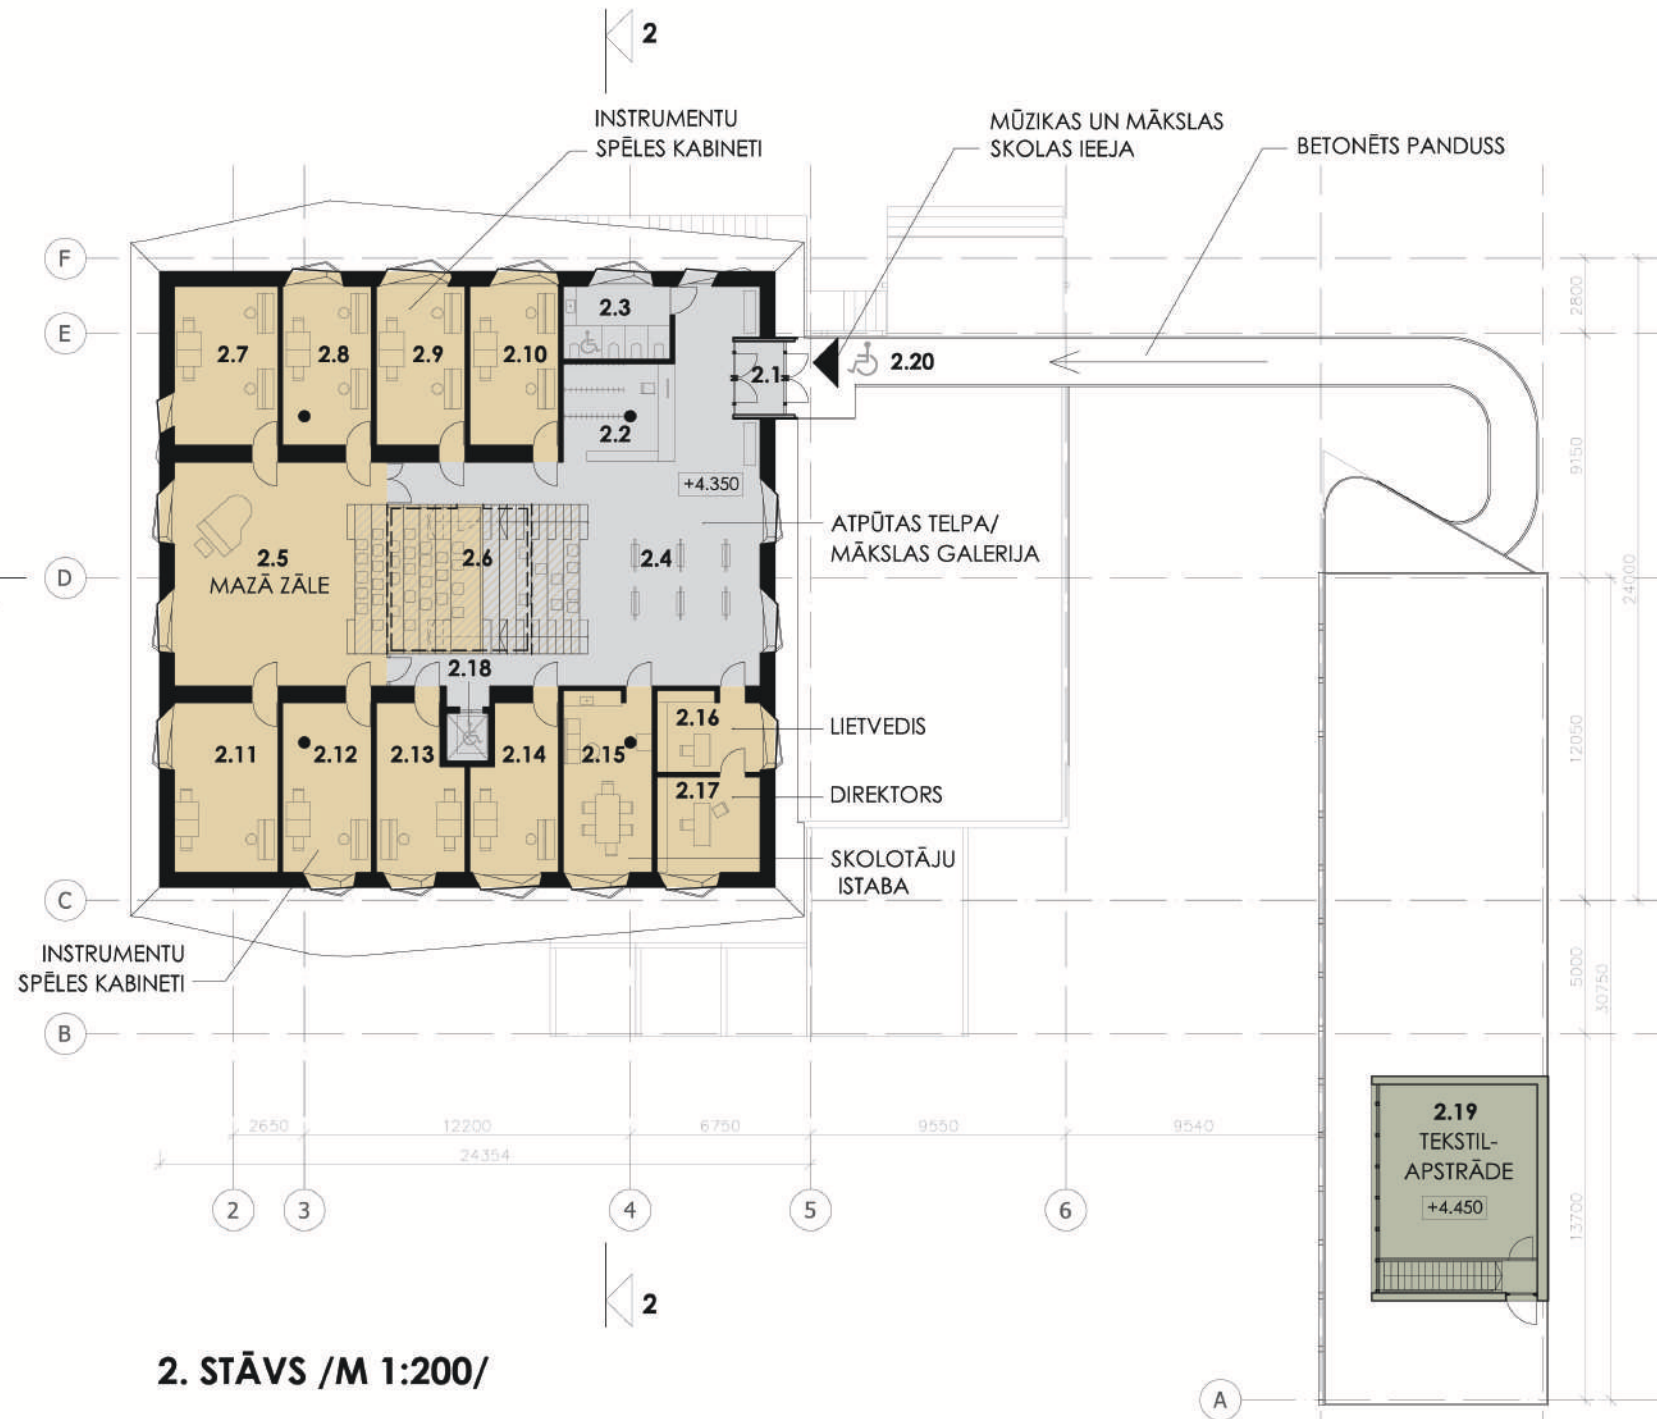 2
INSTRUMENTU
SPĒLES KABINETI
MŪZIKAS UN MĀKSLAS
SKOLAS IEEJA
BETONĒTS PANDUSS
F
E
D
C
B
A
2.7
2.8
2.9
2.10
2.3
2.1
2.20
2.2
+4.350
ATPŪTAS TELPA/
MĀKSLAS GALERIJA
2.5
MAZĀ ZĀLE
2.6
2.4
2.18
2.11
2.12
2.13
2.14
2.15
2.16
2.17
LIETVEDIS
DIREKTORS
SKOLOTĀJU
ISTABA
INSTRUMENTU
SPĒLES KABINETI
2800
9150
24000
12050
5000
30750
13700
2650
12200
6750
9550
9540
24354
2
3
4
5
6
2.19
TEKSTIL-
APSTRĀDE
+4.450
2
2. STĀVS /M 1:200/